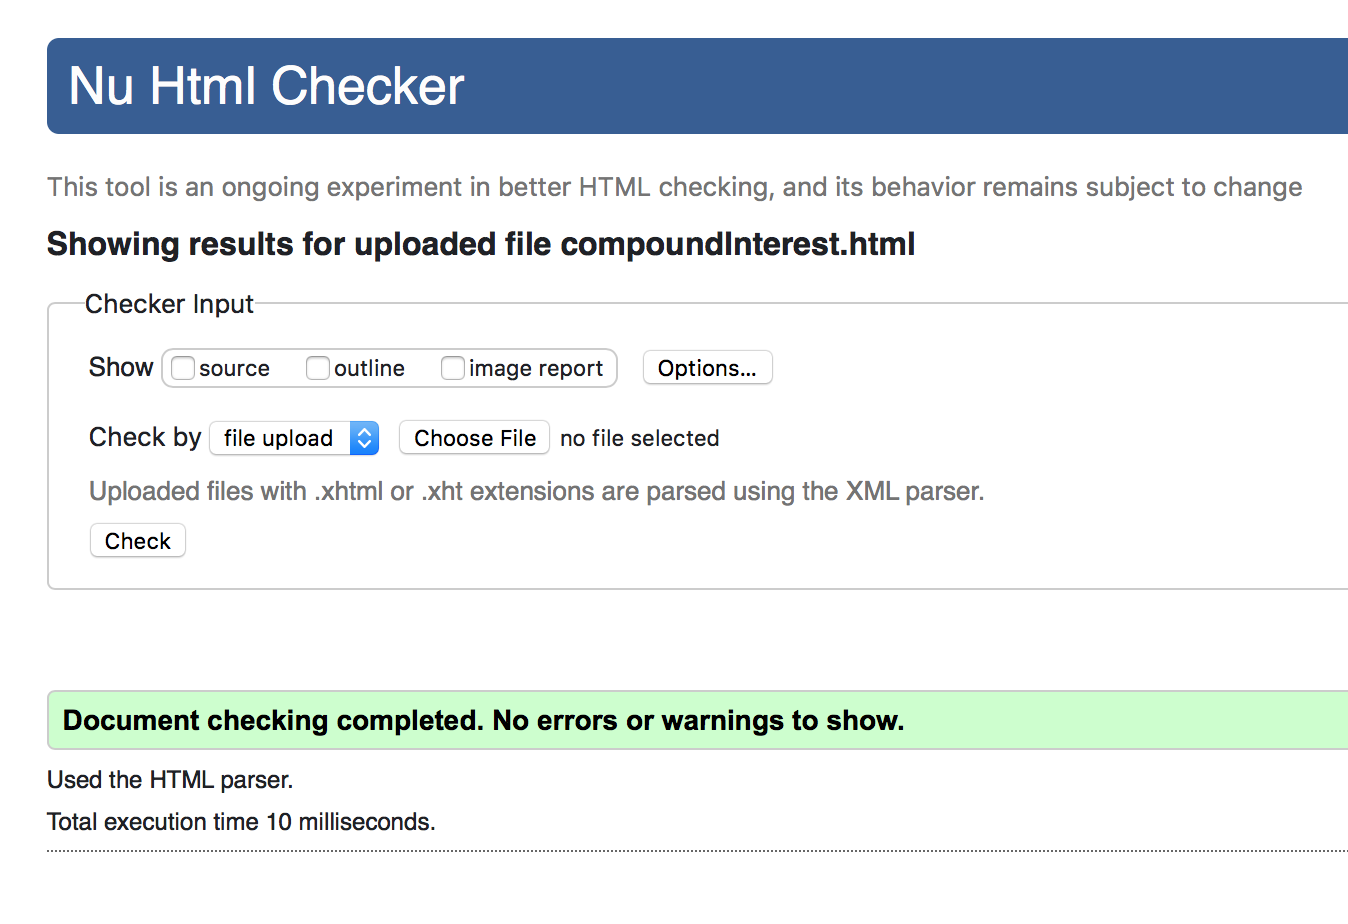 Nu Html Checker
This tool is an ongoing experiment in better HTML checking, and its behavior remains subject to change
Showing results for uploaded file compoundInterest.html
Checker Input
Show source outline image report Options...
Check by file upload Choose File no file selected
Uploaded files with .xhtml or .xht extensions are parsed using the XML parser.
Check
Document checking completed. No errors or warnings to show.
Used the HTML parser.
Total execution time 10 milliseconds.